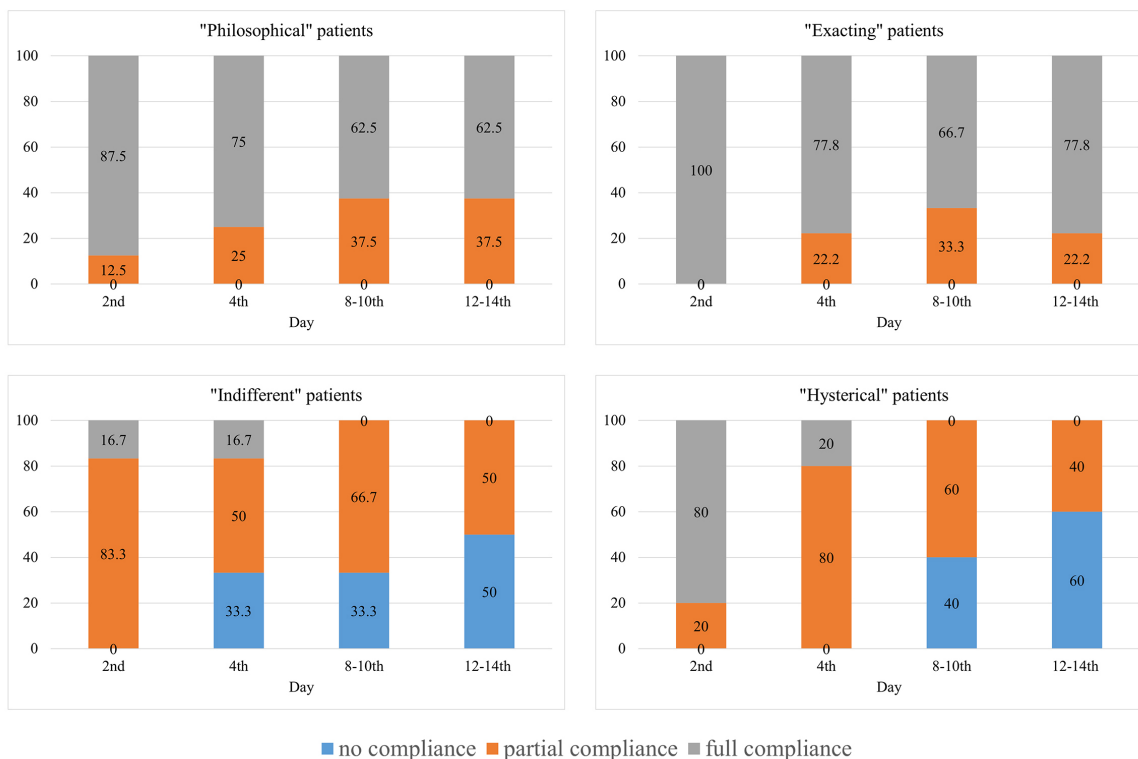 "Philosophical" patients
100
80
60
40
20
0
87.5
75
62.5
62.5
12.5
25
37.5
37.5
0
0
0
0
2nd
4th
8-10th
12-14th
Day
"Exacting" patients
100
80
60
40
20
0
100
77.8
66.7
77.8
22.2
33.3
22.2
0
0
0
0
2nd
4th
8-10th
12-14th
Day
"Indifferent" patients
100
80
60
40
20
0
16.7
16.7
0
0
83.3
50
66.7
50
0
33.3
33.3
50
2nd
4th
8-10th
12-14th
Day
"Hysterical" patients
100
80
60
40
20
0
80
20
0
0
20
80
60
40
0
0
40
60
2nd
4th
8-10th
12-14th
Day
no compliance partial compliance full compliance